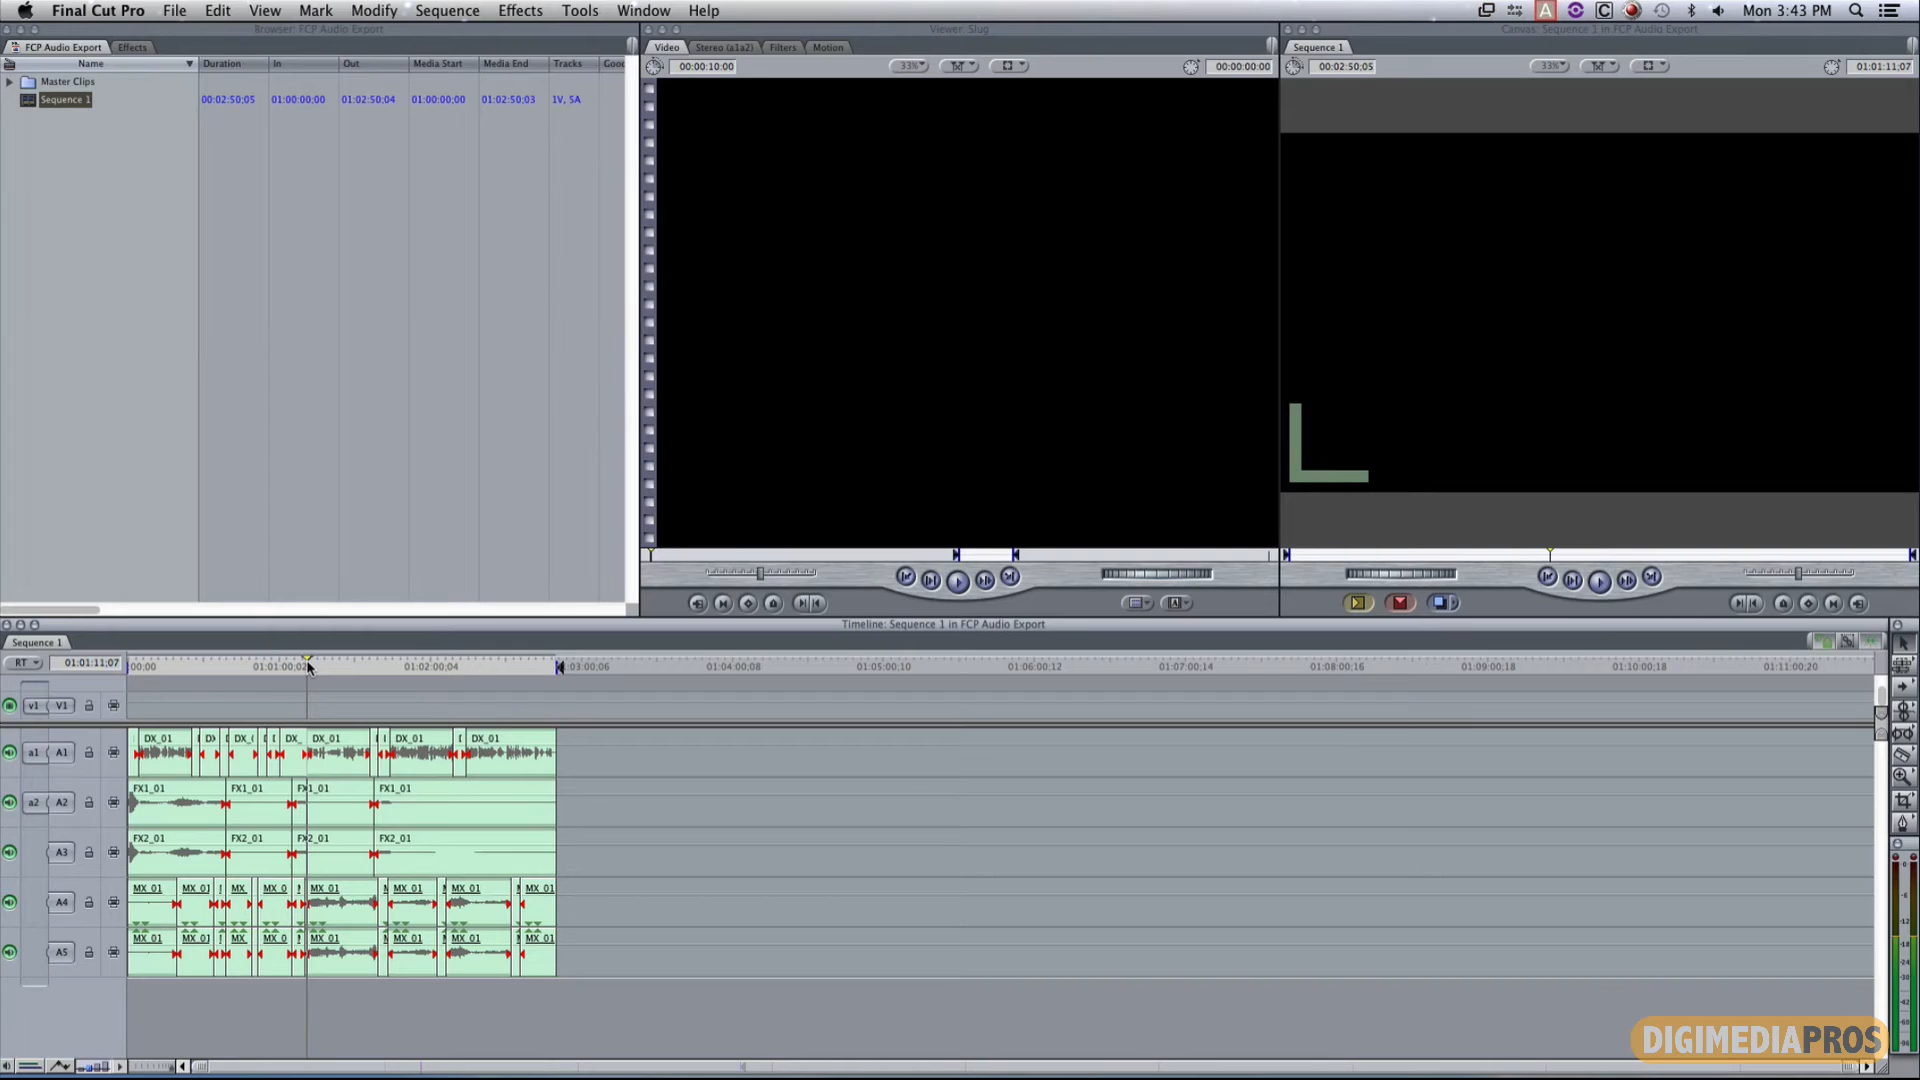 Final Cut Pro File Edit View Mark Modify Sequence Effects Tools Window Help Mon 3:43 PM
Browser: FCP Audio Export Viewer: Slug Canvas: Sequence 1 in FCP Audio Export
FCP Audio Export Effects Video Stereo (a1a2) Filters Motion Sequence 1
Name Duration In Out Media Start Media End Tracks Good
00:00:10:00 33% 00:00:00:00 00:02:50;05 33% 01:01:11;07
Master Clips
Sequence 1 00:02:50;05 01:00:00;00 01:02:50;04 01:00:00;00 01:02:50;03 1V, 5A
Timeline: Sequence 1 in FCP Audio Export
Sequence 1
RT 01:01:11;07 00;00 01:01:00;02 01:02:00;04 03:00;06 01:04:00;08 01:05:00;10 01:06:00;12 01:07:00;14 01:08:00;16 01:09:00;18 01:10:00;18 01:11:00;20
v1 V1
DX_01 DX DX_( DX_ DX_01 DX_01 DX_01
a1 A1
FX1_01 FX1_01 FX1_01 FX1_01
a2 A2
FX2_01 FX2_01 FX2_01 FX2_01
A3
MX_01 MX_01 MX_ MX_0 MX_01 MX_01 MX_01 MX_01
A4
MX_01 MX_01 MX_ MX_0 MX_01 MX_01 MX_01 MX_01
A5
DIGIMEDIAPROS